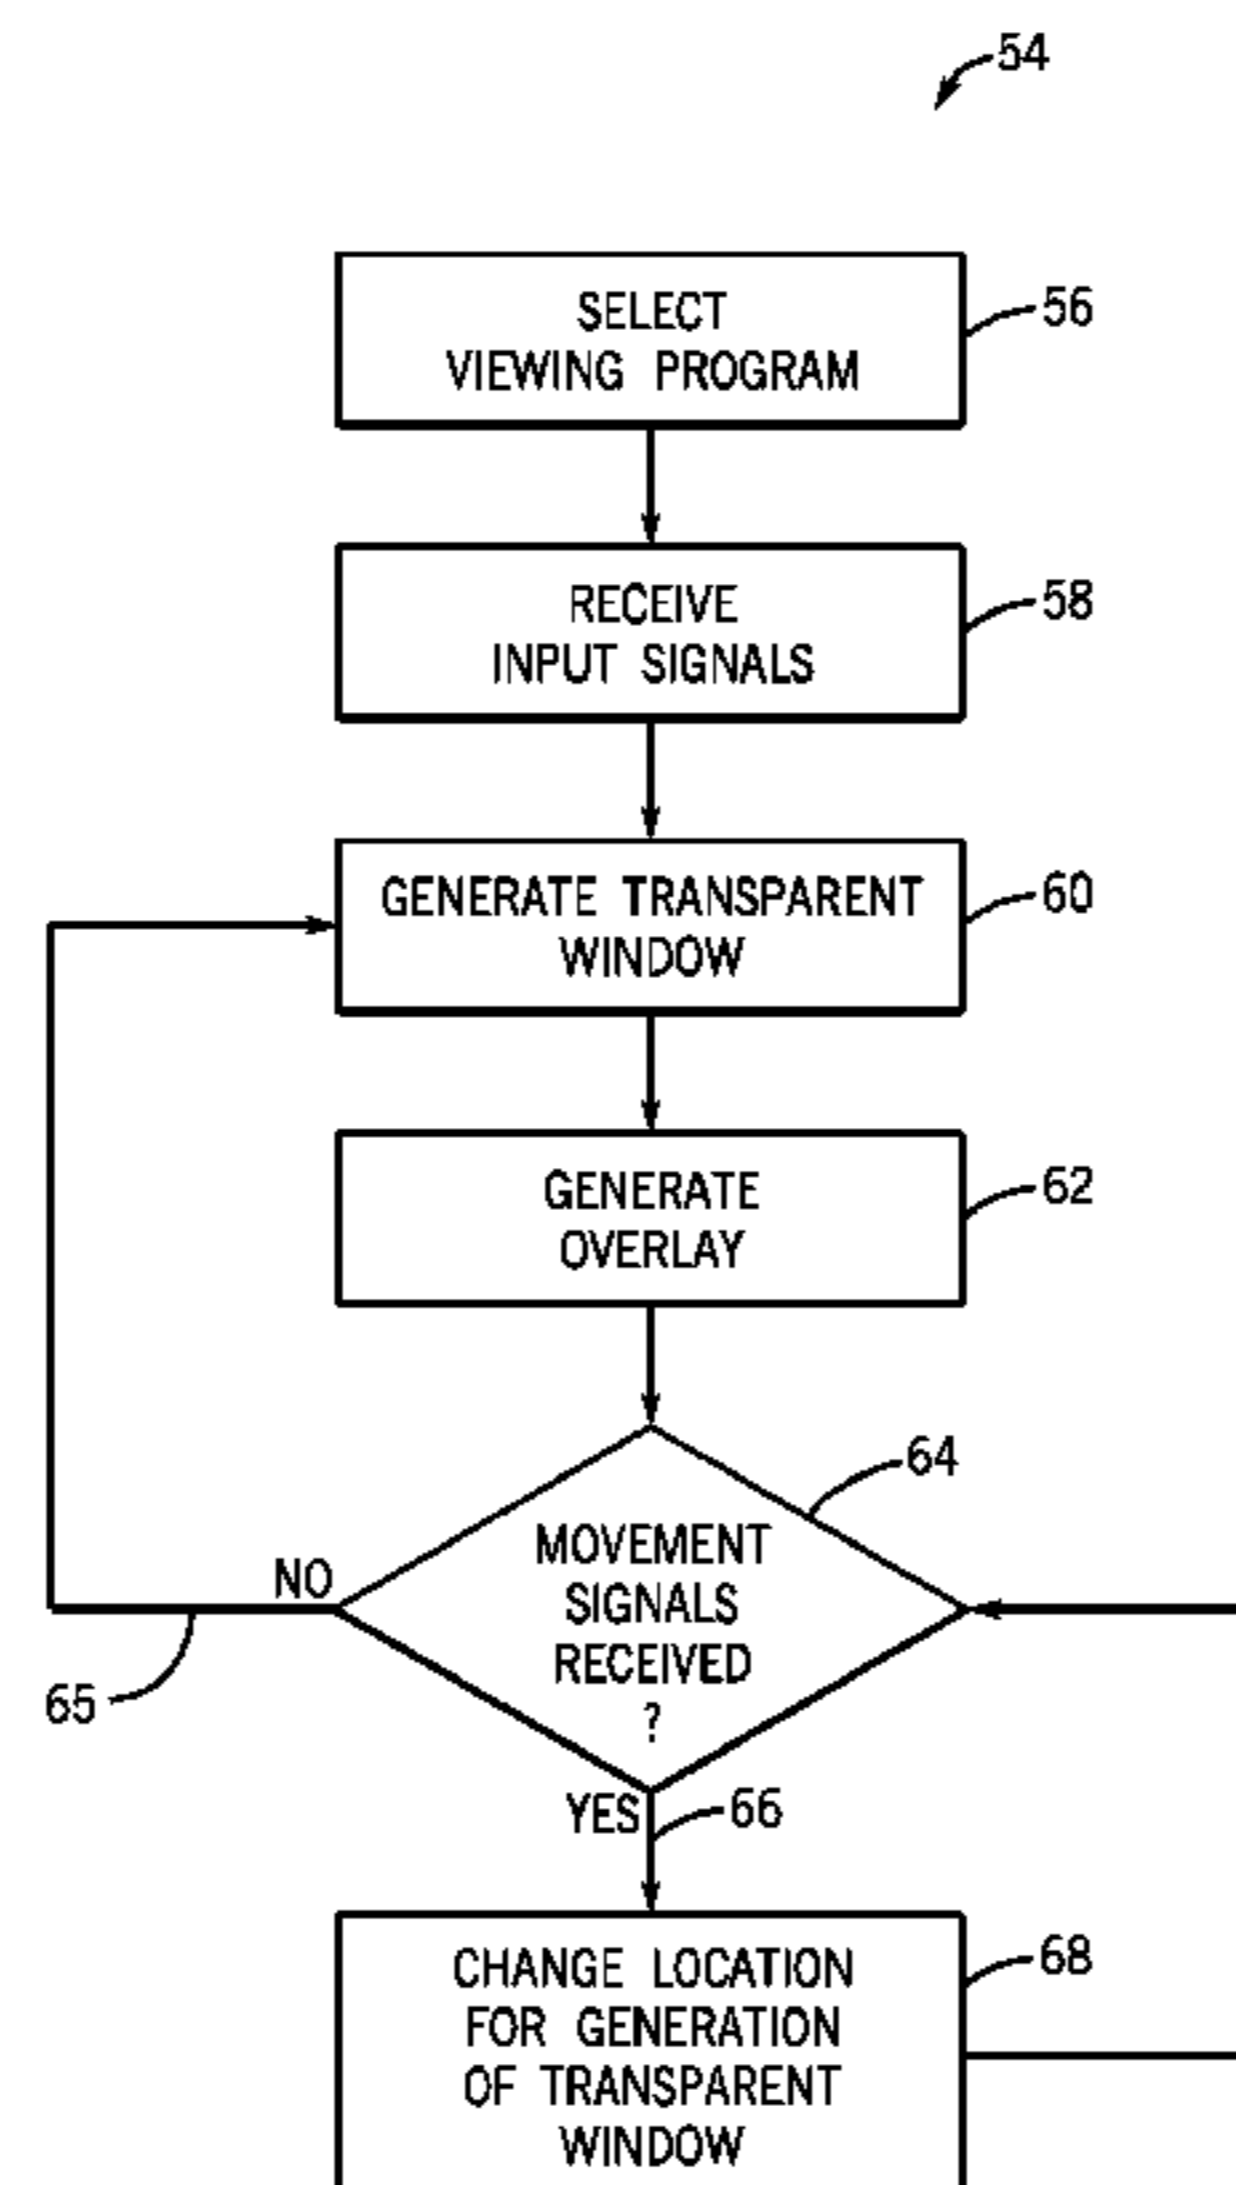 54
SELECT
VIEWING PROGRAM
56
RECEIVE
INPUT SIGNALS
58
GENERATE TRANSPARENT
WINDOW
60
GENERATE
OVERLAY
62
64
MOVEMENT
SIGNALS
RECEIVED
?
NO
65
YES
66
CHANGE LOCATION
FOR GENERATION
OF TRANSPARENT
WINDOW
68